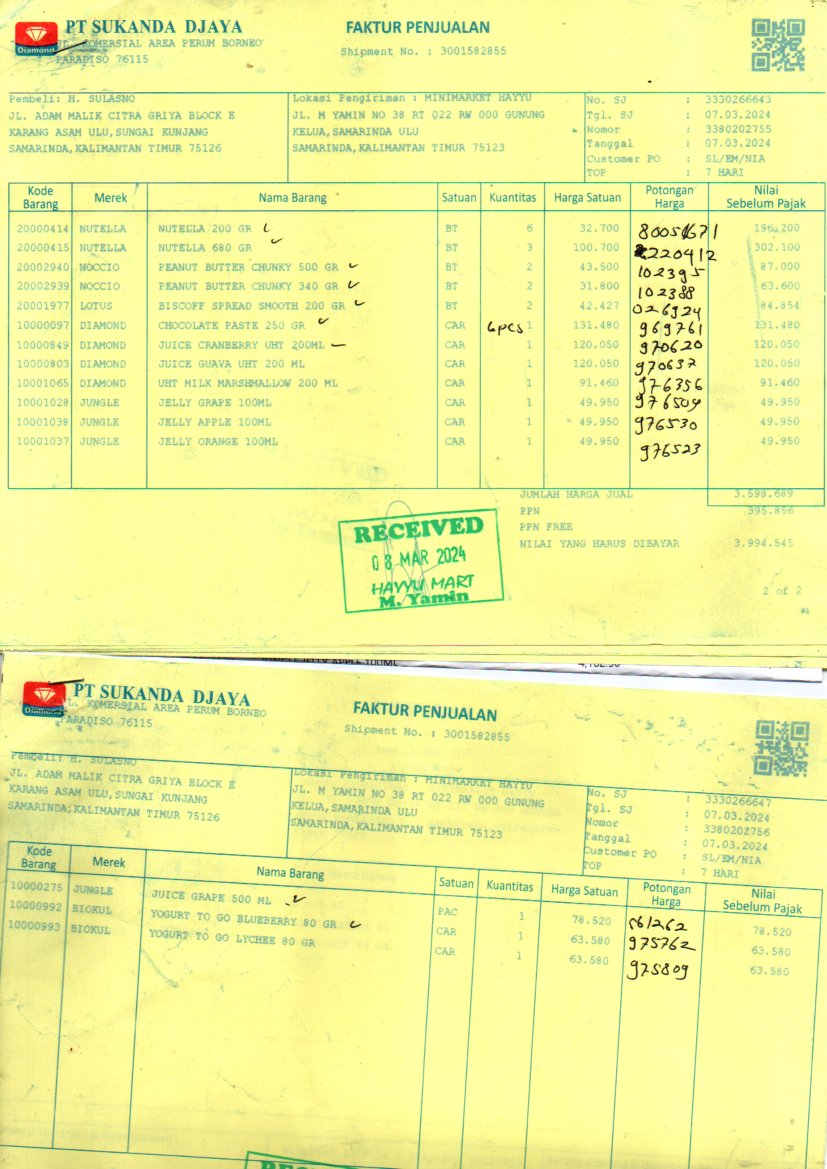 PT SUKANDA DJAYA
Diamond
JL. KOMERSIAL AREA PERUM BORNEO
PARADISO 76115
FAKTUR PENJUALAN
Shipment No. : 3001582855
Pembeli: H. SULASNO
JL. ADAM MALIK CITRA GRIYA BLOCK E
KARANG ASAM ULU,SUNGAI KUNJANG
SAMARINDA,KALIMANTAN TIMUR 75126
Lokasi Pengiriman : MINIMARKET HAYYU
JL. M YAMIN NO 38 RT 022 RW 000 GUNUNG
KELUA,SAMARINDA ULU
SAMARINDA,KALIMANTAN TIMUR 75123
No. SJ : 3330266643
Tgl. SJ : 07.03.2024
Nomor : 3380202755
Tanggal : 07.03.2024
Customer PO : SL/EM/NIA
TOP : 7 HARI
Kode Barang Merek Nama Barang Satuan Kuantitas Harga Satuan Potongan Harga Nilai Sebelum Pajak
20000414 NUTELLA NUTELLA 200 GR BT 6 32.700 196.200
20000415 NUTELLA NUTELLA 680 GR BT 3 100.700 2220412 302.100
20002940 NOCCIO PEANUT BUTTER CHUNKY 500 GR BT 2 43.500 102395 87.000
20002939 NOCCIO PEANUT BUTTER CHUNKY 340 GR BT 2 31.800 102388 63.600
20001977 LOTUS BISCOFF SPREAD SMOOTH 200 GR BT 2 42.427 026924 84.854
10000097 DIAMOND CHOCOLATE PASTE 250 GR CAR 6pcs 1 131.480 969761 131.480
10000849 DIAMOND JUICE CRANBERRY UHT 200ML CAR 1 120.050 970620 120.050
10000803 DIAMOND JUICE GUAVA UHT 200 ML CAR 1 120.050 970637 120.050
10001065 DIAMOND UHT MILK MARSHMALLOW 200 ML CAR 1 91.460 976356 91.460
10001028 JUNGLE JELLY GRAPE 100ML CAR 1 49.950 976509 49.950
10001038 JUNGLE JELLY APPLE 100ML CAR 1 49.950 976530 49.950
10001037 JUNGLE JELLY ORANGE 100ML CAR 1 49.950 976523 49.950
JUMLAH HARGA JUAL 3.598.689
PPN 395.856
PPN FREE
NILAI YANG HARUS DIBAYAR 3.994.545
RECEIVED
08 MAR 2024
HAYYU MART
M. Yamin
2 of 2
JELLY APPLE 100ML
PT SUKANDA DJAYA
Diamond
JL. KOMERSIAL AREA PERUM BORNEO
PARADISO 76115
FAKTUR PENJUALAN
Shipment No. : 3001582855
Pembeli: H. SULASNO
JL. ADAM MALIK CITRA GRIYA BLOCK E
KARANG ASAM ULU,SUNGAI KUNJANG
SAMARINDA,KALIMANTAN TIMUR 75126
Lokasi Pengiriman : MINIMARKET HAYYU
JL. M YAMIN NO 38 RT 022 RW 000 GUNUNG
KELUA,SAMARINDA ULU
SAMARINDA,KALIMANTAN TIMUR 75123
No. SJ : 3330266647
Tgl. SJ : 07.03.2024
Nomor : 3380202756
Tanggal : 07.03.2024
Customer PO : SL/EM/NIA
TOP : 7 HARI
Kode Barang Merek Nama Barang Satuan Kuantitas Harga Satuan Potongan Harga Nilai Sebelum Pajak
10000275 JUNGLE JUICE GRAPE 500 ML PAC 1 78.520 061262 78.520
10000992 BIOKUL YOGURT TO GO BLUEBERRY 80 GR CAR 1 63.580 975762 63.580
10000993 BIOKUL YOGURT TO GO LYCHEE 80 GR CAR 1 63.580 975809 63.580